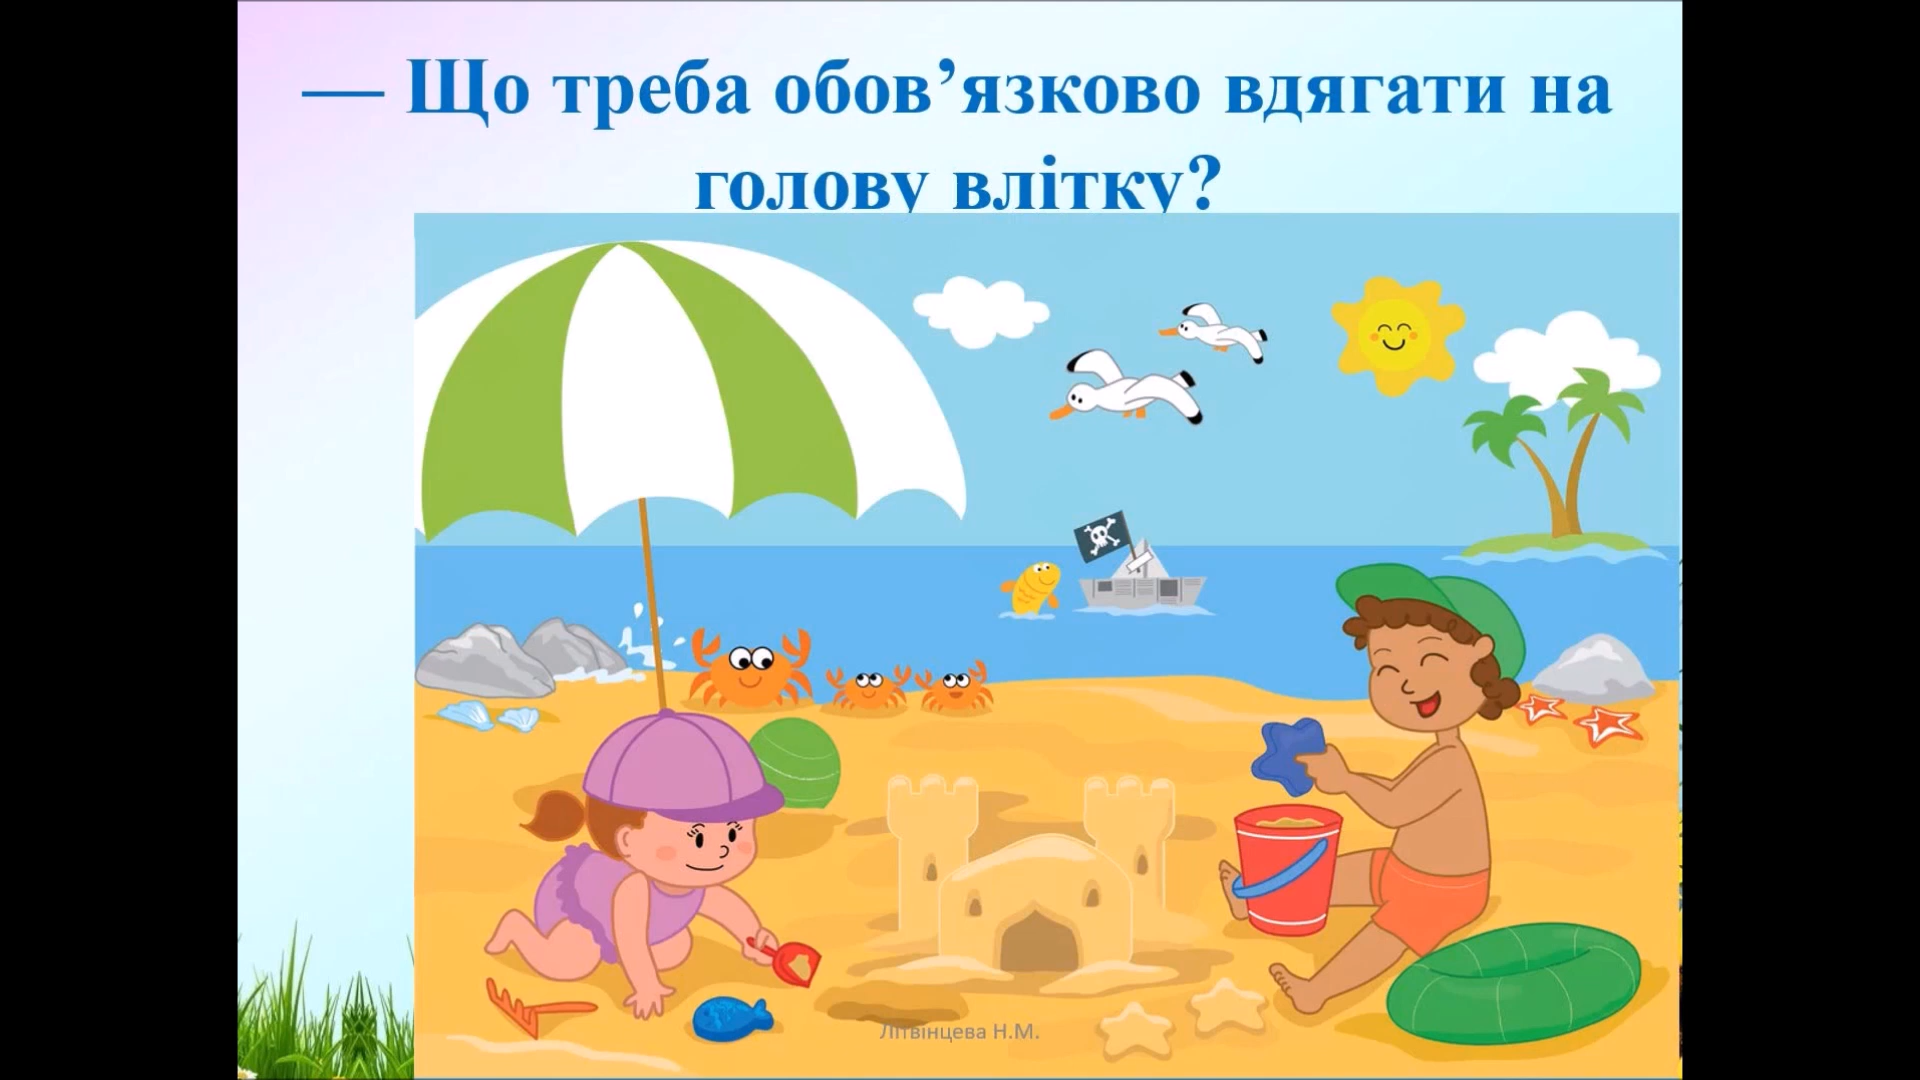 — Що треба обов’язково вдягати на
голову влітку?
Літвінцева Н.М.